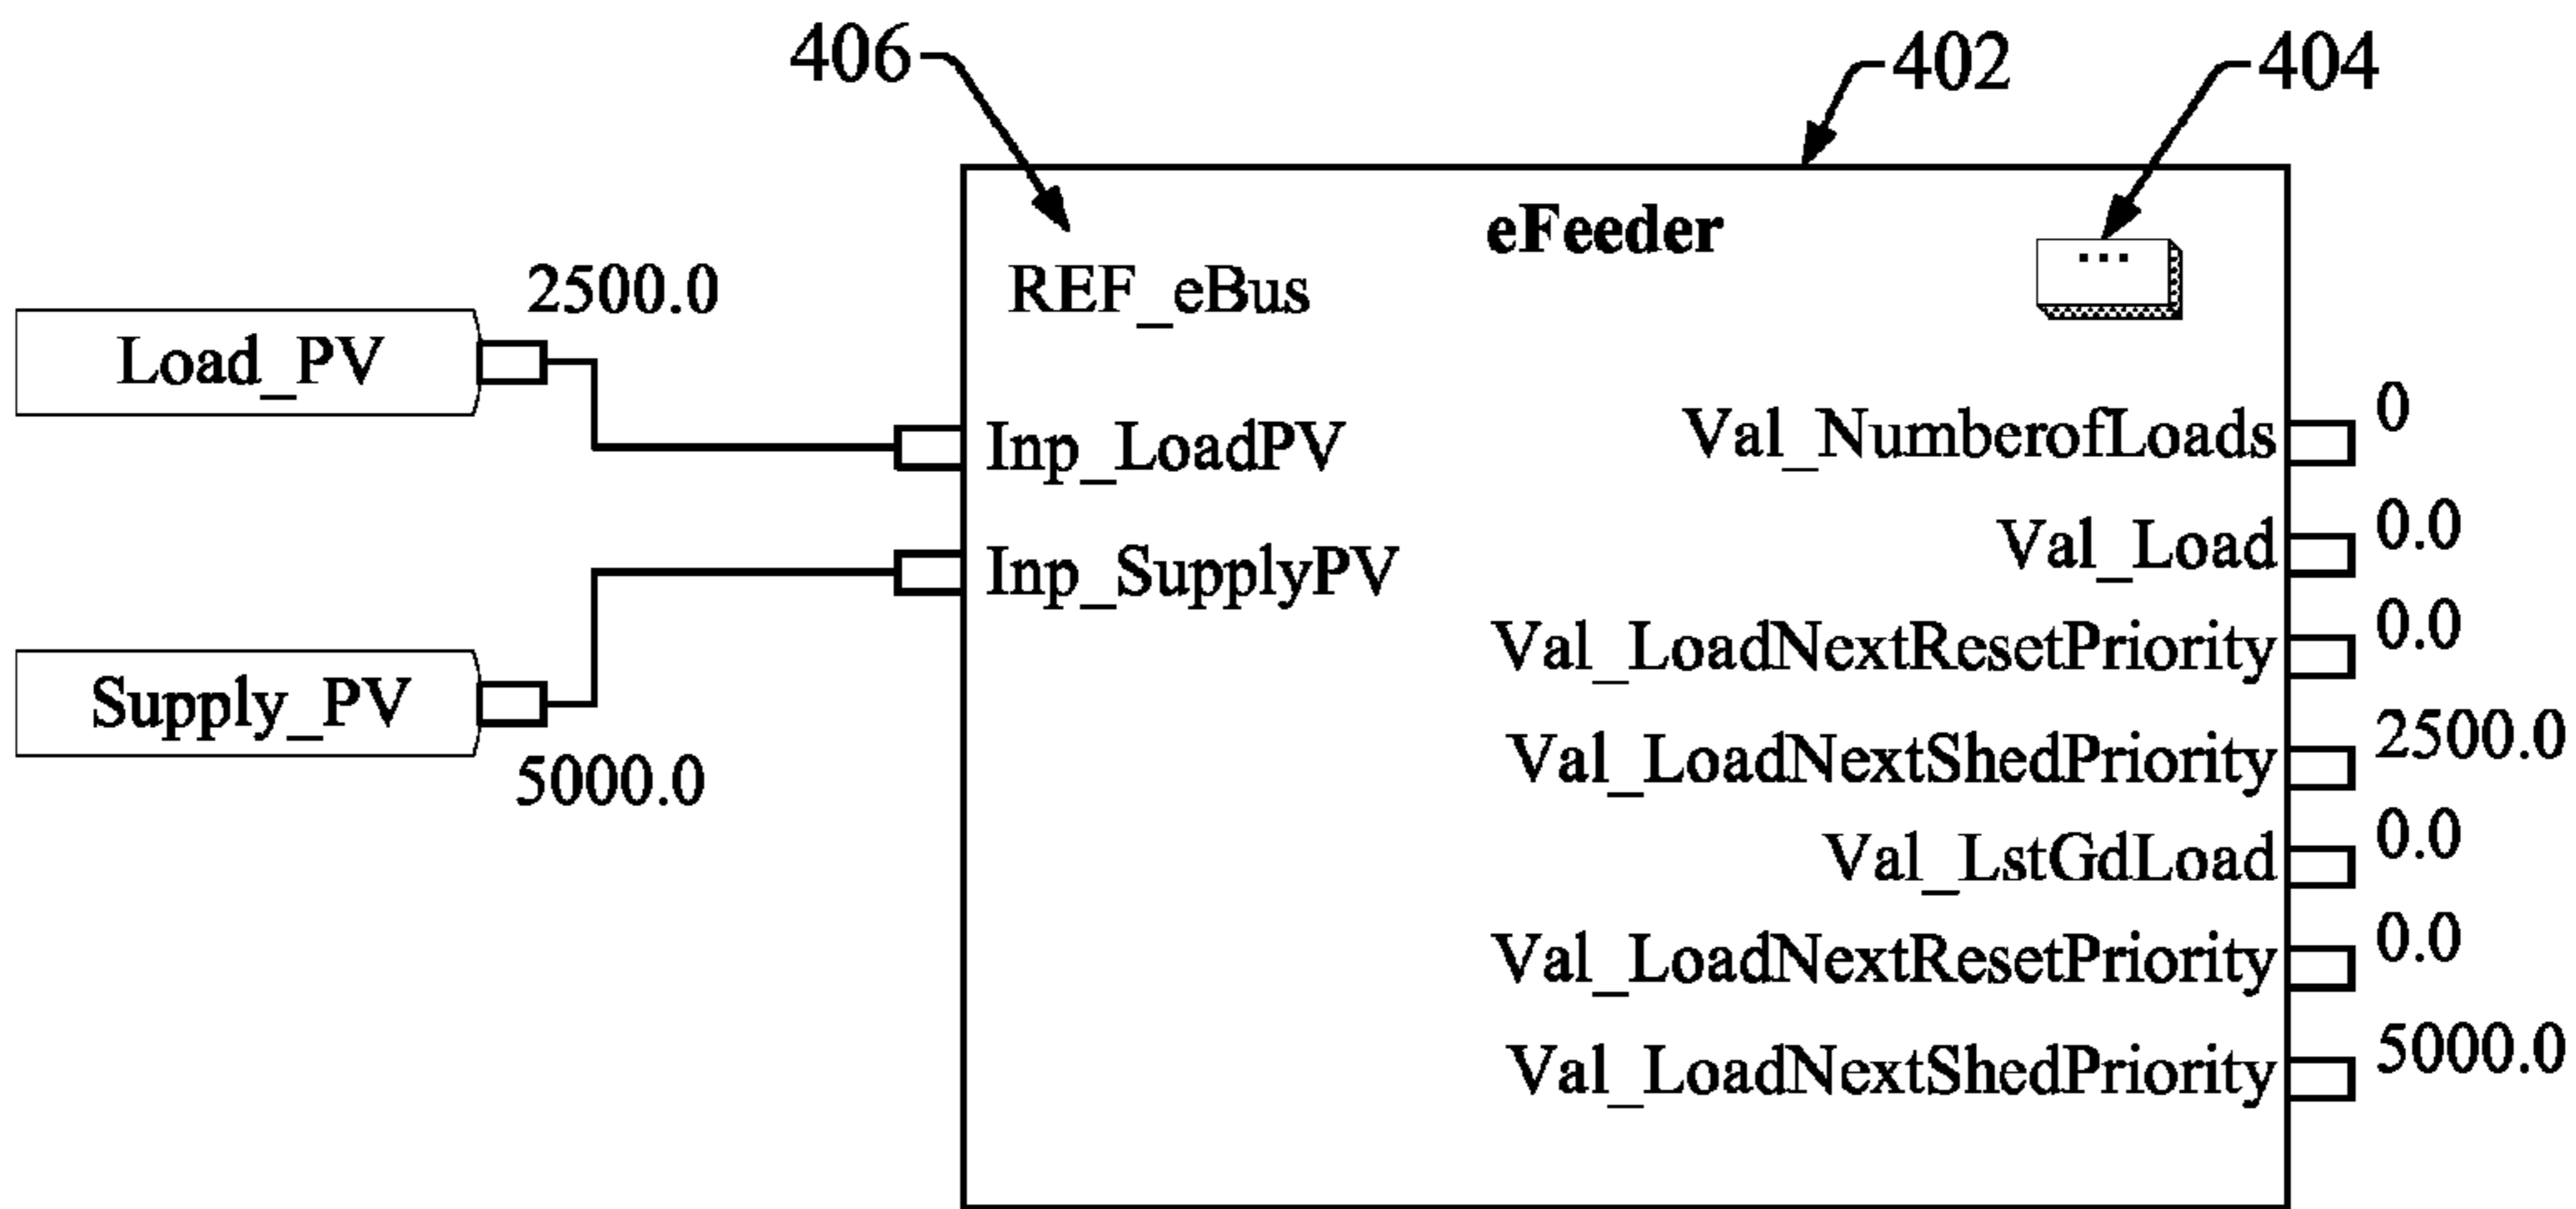 406
402
404
eFeeder
...
REF_eBus
2500.0
Load_PV
Inp_LoadPV
Inp_SupplyPV
Supply_PV
5000.0
Val_NumberofLoads 0
Val_Load 0.0
Val_LoadNextResetPriority 0.0
Val_LoadNextShedPriority 2500.0
Val_LstGdLoad 0.0
Val_LoadNextResetPriority 0.0
Val_LoadNextShedPriority 5000.0